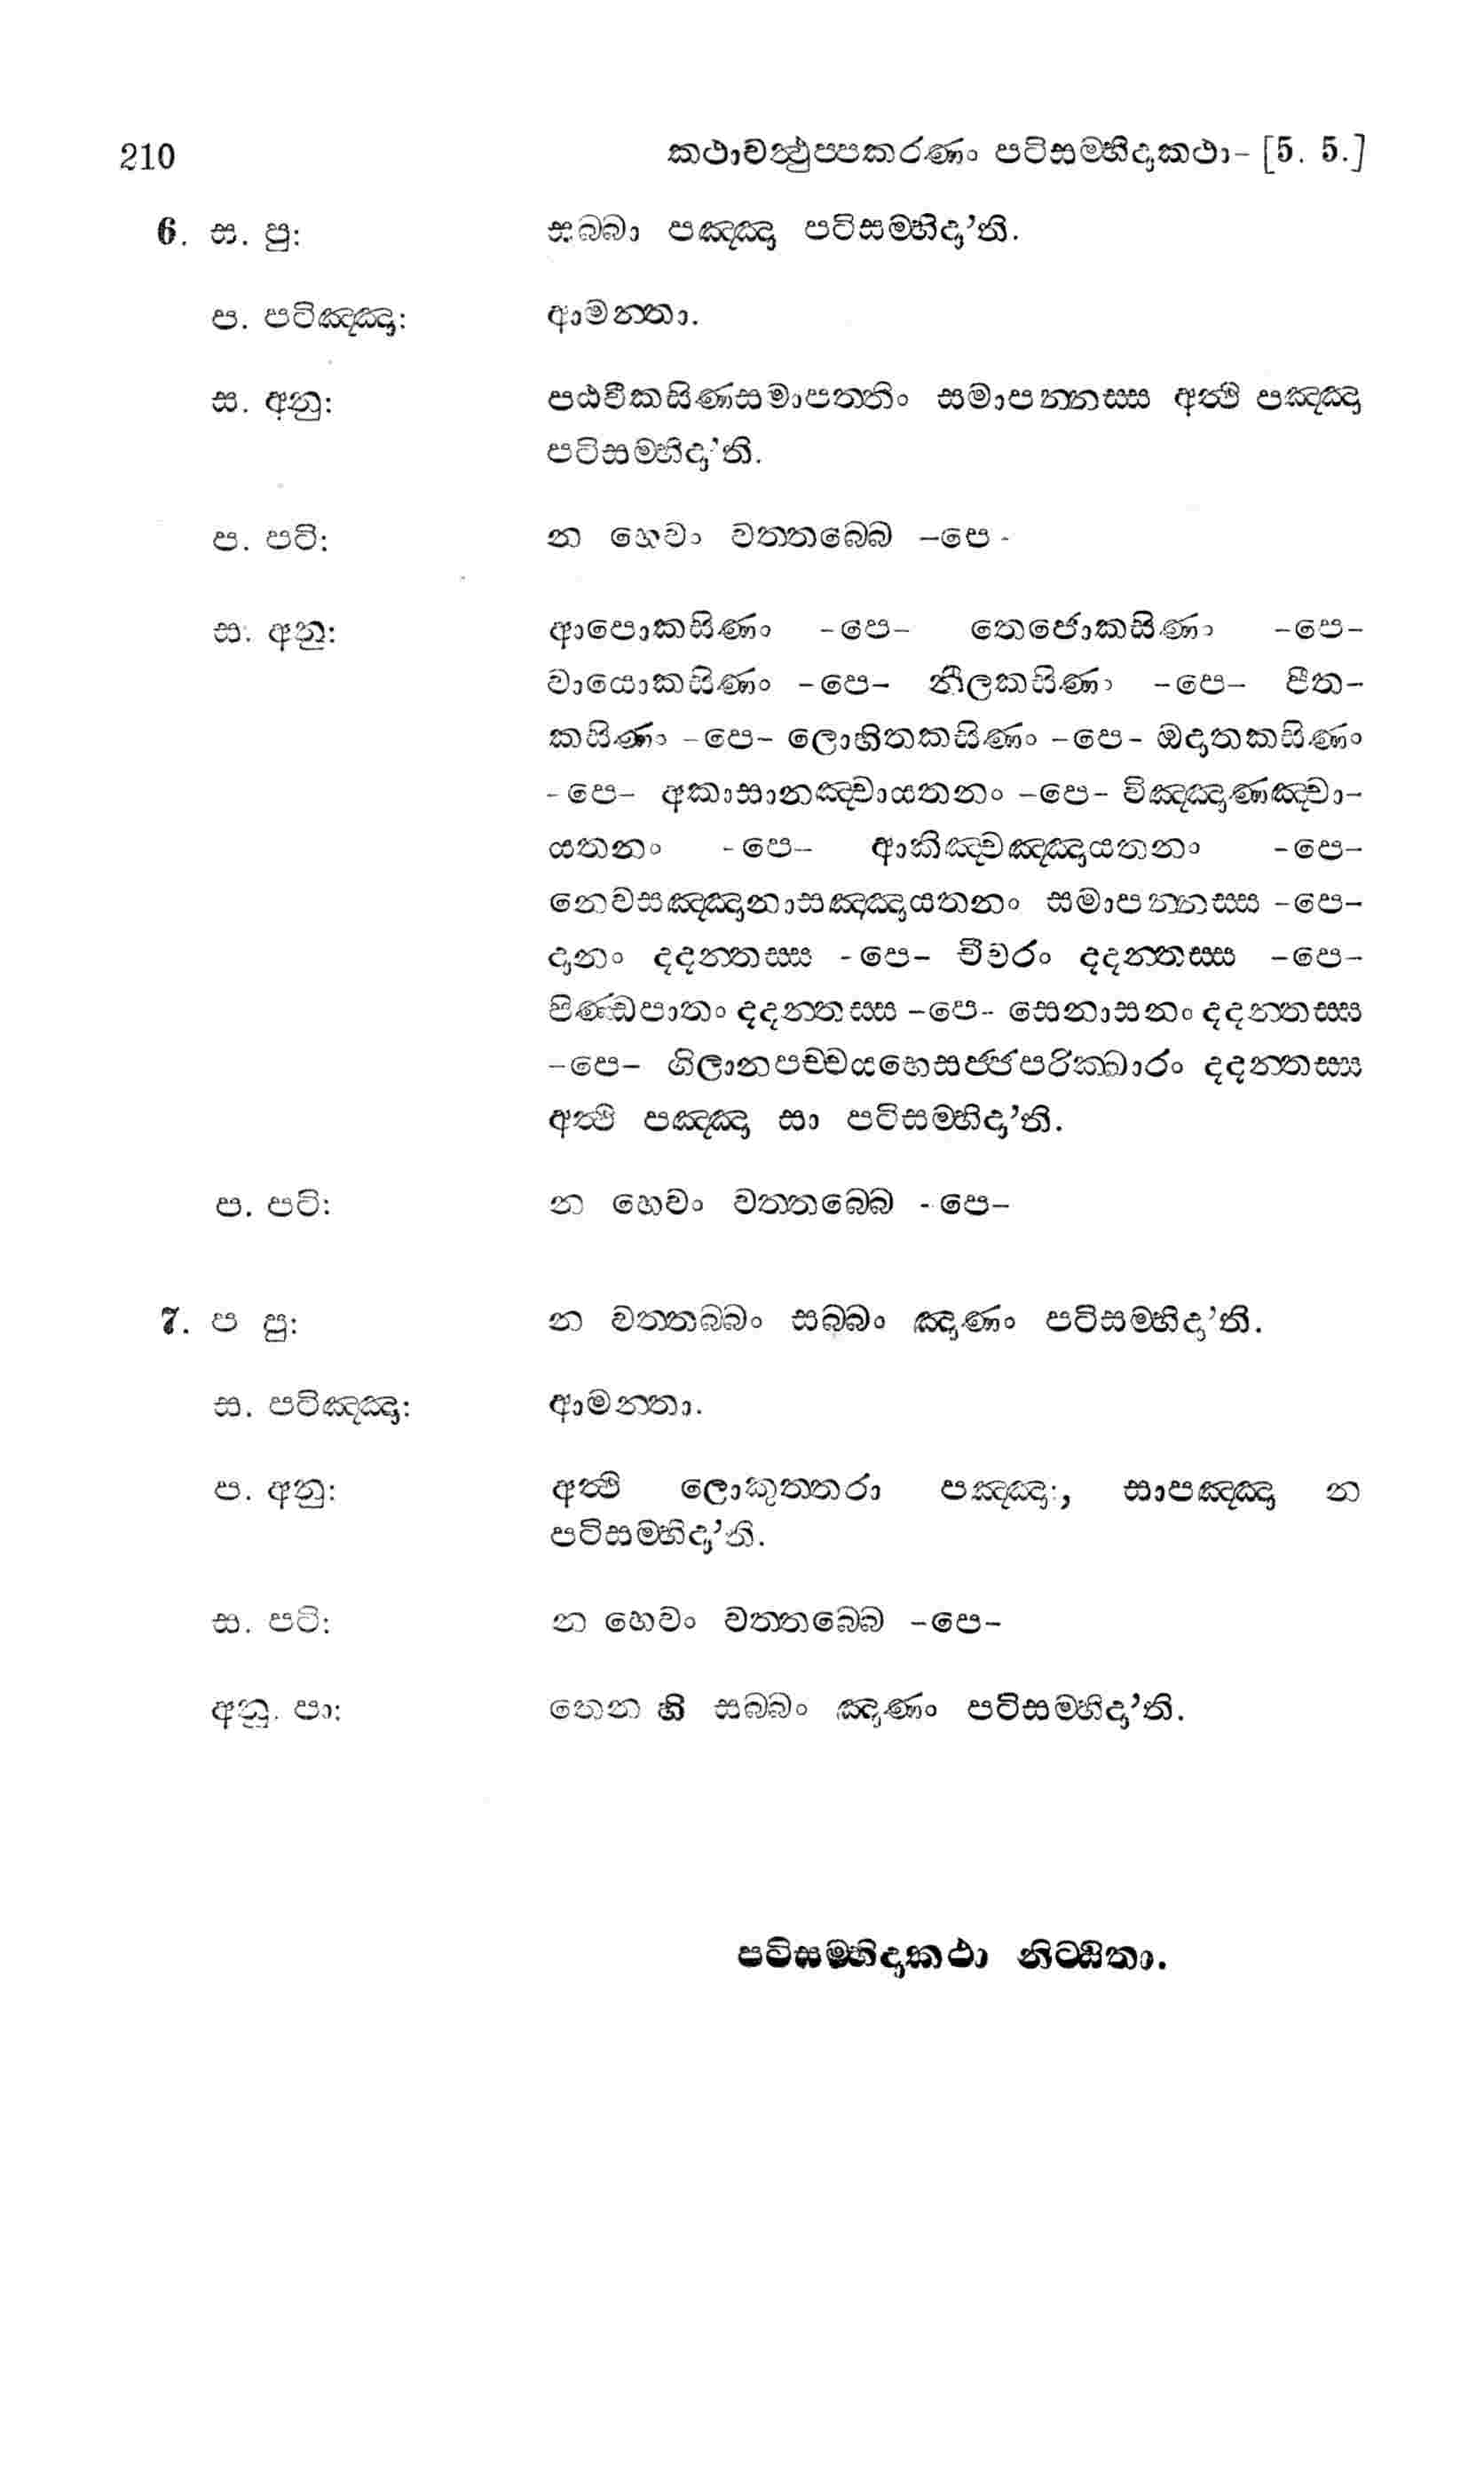 210 කථාවත්‍ථුප්පකරණං පටිසම්භිදාකථා- [5. 5.]
6. ස. පු: සබ්බා පඤ්ඤා පටිසම්භිදා’ති.
ප. පටිඤ්ඤා: ආමන්තා.
ස. අනු: පඨවීකසිණසමාපත්තිං සමාපන්නස්ස අත්‍ථි පඤ්ඤා
පටිසම්භිදා’ති.
ප. පටි: න හෙවං වත්තබ්බෙ -පෙ-
ස. අනු: ආපොකසිණං -පෙ- තෙජොකසිණං -පෙ-
වායොකසිණං -පෙ- නීලකසිණං -පෙ- පීත-
කසිණං -පෙ- ලොහිතකසිණං -පෙ- ඔදාතකසිණං
-පෙ- අකාසානඤ්චායතනං -පෙ- විඤ්ඤාණඤ්චා-
යතනං -පෙ- ආකිඤ්චඤ්ඤායතනං -පෙ-
නෙවසඤ්ඤානාසඤ්ඤායතනං සමාපන්නස්ස -පෙ-
දානං දදන්තස්ස -පෙ- චීවරං දදන්තස්ස -පෙ-
පිණ්ඩපාතං දදන්තස්ස -පෙ- සෙනාසනං දදන්තස්ස
-පෙ- ගිලානපච්චයභෙසජ්ජපරික්ඛාරං දදන්තස්ස
අත්‍ථි පඤ්ඤා සා පටිසම්භිදා’ති.
ප. පටි: න හෙවං වත්තබ්බෙ -පෙ-
7. ප පු: න වත්තබ්බං සබ්බං ඤාණං පටිසම්භිදා’ති.
ස. පටිඤ්ඤා: ආමන්තා.
ප. අනු: අත්‍ථි ලොකුත්තරා පඤ්ඤා, සාපඤ්ඤා න
පටිසම්භිදා’ති.
ස. පටි: න හෙවං වත්තබ්බෙ -පෙ-
අනු. පා: තෙන හි සබ්බං ඤාණං පටිසම්භිදා’ති.
පටිසම්භිදාකථා නිට්ඨිතා.